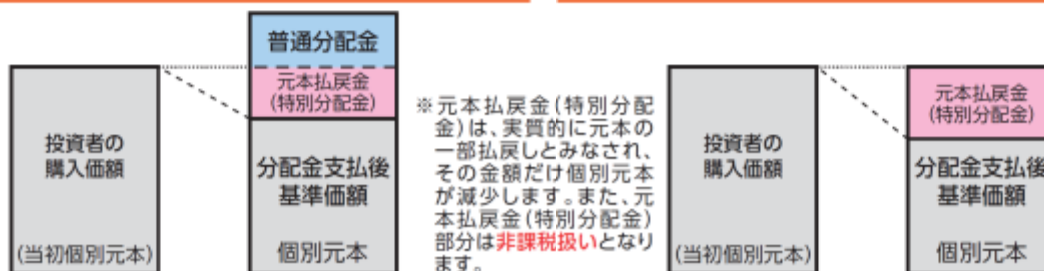 投資者の
購入価額
(当初個別元本)
普通分配金
元本払戻金
(特別分配金)
分配金支払後
基準価額
個別元本
※元本払戻金(特別分配
金)は、実質的に元本の
一部払戻しとみなされ、
その金額だけ個別元本
が減少します。また、元
本払戻金(特別分配金)
部分は非課税扱いとなり
ます。
投資者の
購入価額
(当初個別元本)
元本払戻金
(特別分配金)
分配金支払後
基準価額
個別元本